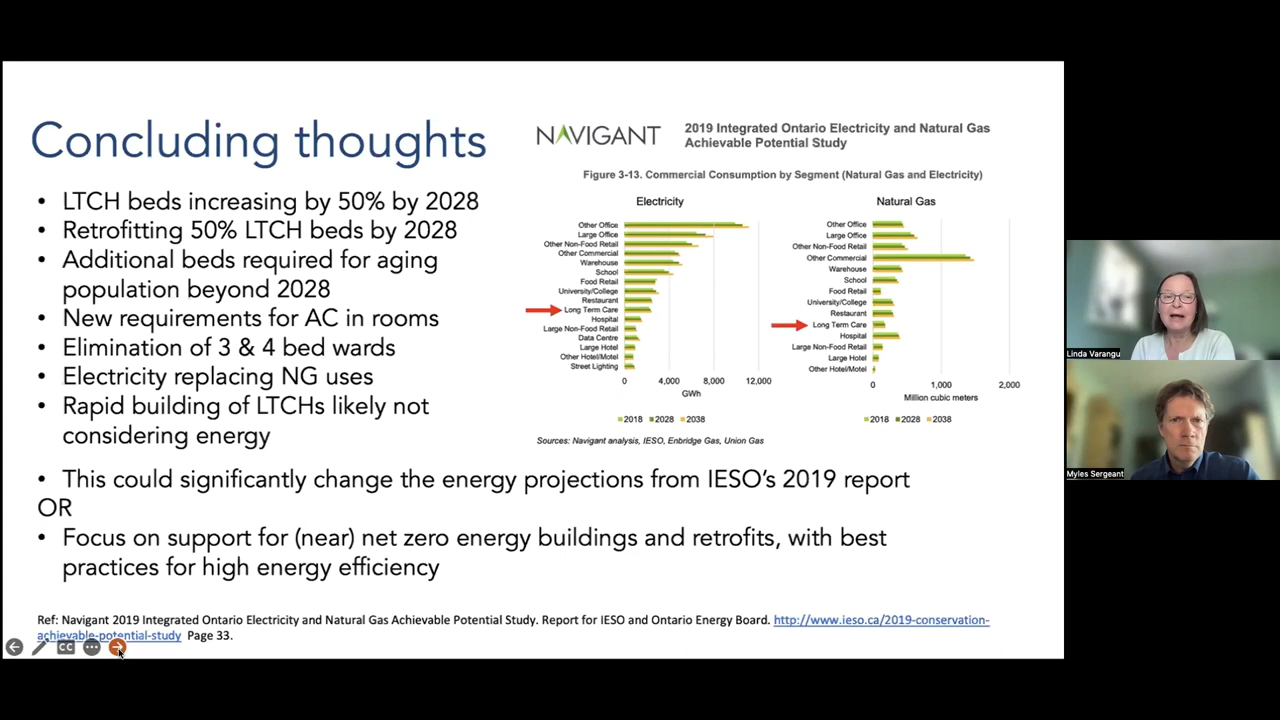 Concluding thoughts
• LTCH beds increasing by 50% by 2028
• Retrofitting 50% LTCH beds by 2028
• Additional beds required for aging
population beyond 2028
• New requirements for AC in rooms
• Elimination of 3 & 4 bed wards
• Electricity replacing NG uses
• Rapid building of LTCHs likely not
considering energy
• This could significantly change the energy projections from IESO's 2019 report
OR
• Focus on support for (near) net zero energy buildings and retrofits, with best
practices for high energy efficiency
NAVIGANT
2019 Integrated Ontario Electricity and Natural Gas
Achievable Potential Study
Figure 3-13. Commercial Consumption by Segment (Natural Gas and Electricity)
Electricity
Other Office
Large Office
Other Non-Food Retail
Other Commercial
Warehouse
School
Food Retail
University/College
Restaurant
Long Term Care
Hospital
Large Non-Food Retail
Data Centre
Large Hotel
Other Hotel/Motel
Street Lighting
0 4,000 8,000 12,000
GWh
2018 2028 2038
Natural Gas
Other Office
Large Office
Other Non-Food Retail
Other Commercial
Warehouse
School
Food Retail
University/College
Restaurant
Long Term Care
Hospital
Large Non-Food Retail
Large Hotel
Other Hotel/Motel
0 1,000 2,000
Million cubic meters
2018 2028 2038
Sources: Navigant analysis, IESO, Enbridge Gas, Union Gas
Ref: Navigant 2019 Integrated Ontario Electricity and Natural Gas Achievable Potential Study. Report for IESO and Ontario Energy Board. http://www.ieso.ca/2019-conservation-
achievable-potential-study Page 33.
CC
Linda Varangu
Myles Sergeant